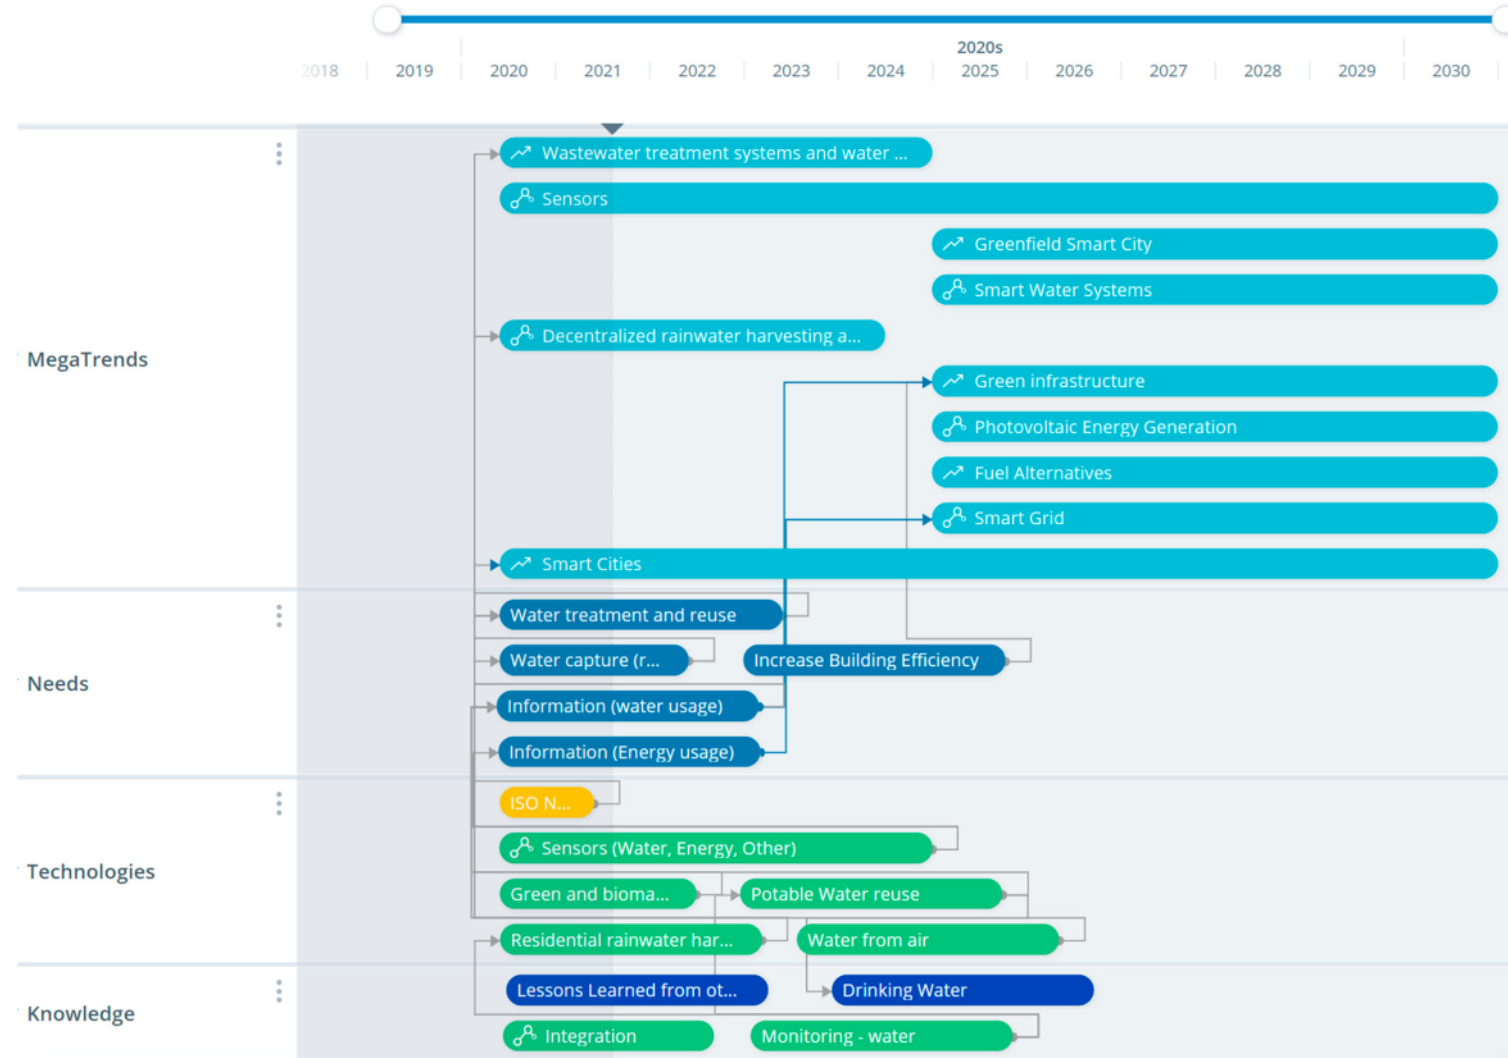 2020s
2018 2019 2020 2021 2022 2023 2024 2025 2026 2027 2028 2029 2030
Wastewater treatment systems and water ...
Sensors
Greenfield Smart City
Smart Water Systems
Decentralized rainwater harvesting a...
MegaTrends
Green infrastructure
Photovoltaic Energy Generation
Fuel Alternatives
Smart Grid
Smart Cities
Water treatment and reuse
Water capture (r... Increase Building Efficiency
Needs
Information (water usage)
Information (Energy usage)
ISO N...
Sensors (Water, Energy, Other)
Technologies
Green and bioma... Potable Water reuse
Residential rainwater har... Water from air
Lessons Learned from ot... Drinking Water
Knowledge
Integration Monitoring - water